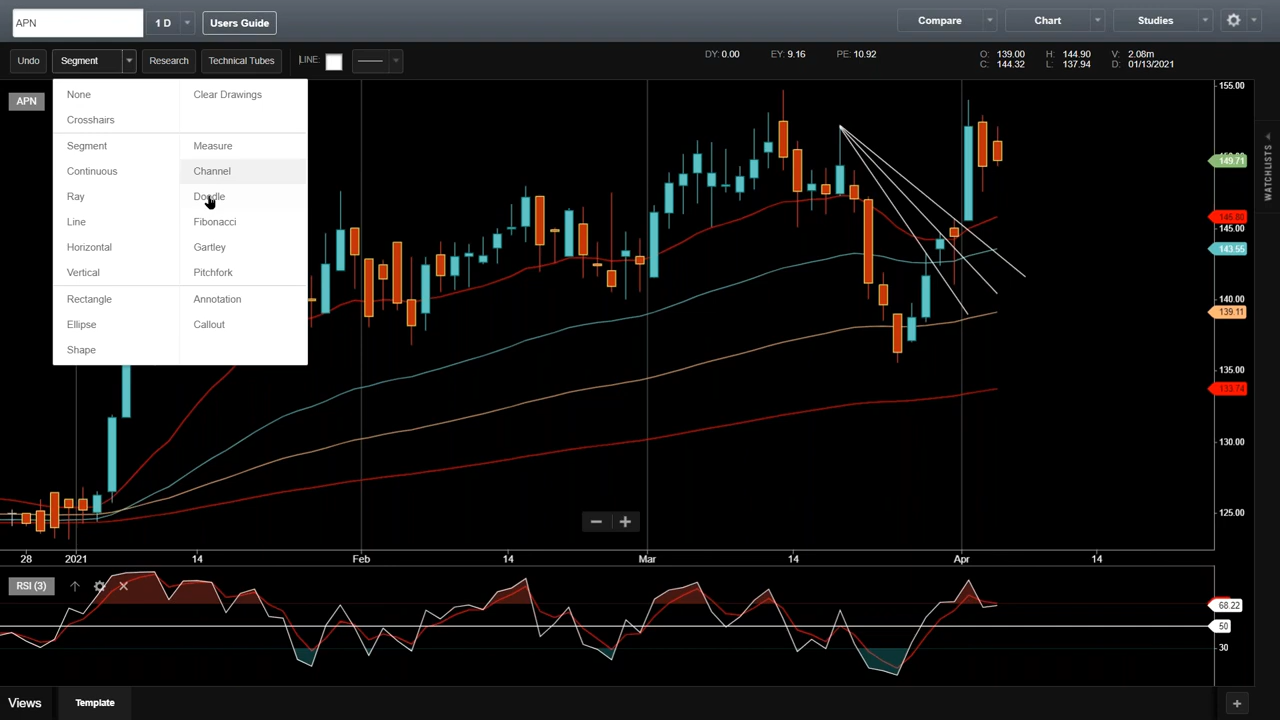 APN
1 D
Users Guide
Compare
Chart
Studies
Undo
Segment
Research
Technical Tubes
LINE:
DY: 0.00 EY: 9.16 PE: 10.92
O: 139.00 H: 144.90 V: 2.08m
C: 144.32 L: 137.94 D: 01/13/2021
APN
None Clear Drawings
Crosshairs
Segment Measure
Continuous Channel
Ray Doodle
Line Fibonacci
Horizontal Gartley
Vertical Pitchfork
Rectangle Annotation
Ellipse Callout
Shape
155.00
149.71
145.80
145.00
143.55
140.00
139.11
135.00
133.74
130.00
125.00
WATCHLISTS
28 2021 14 Feb 14 Mar 14 Apr 14
RSI (3)
68.22
50
30
Views
Template